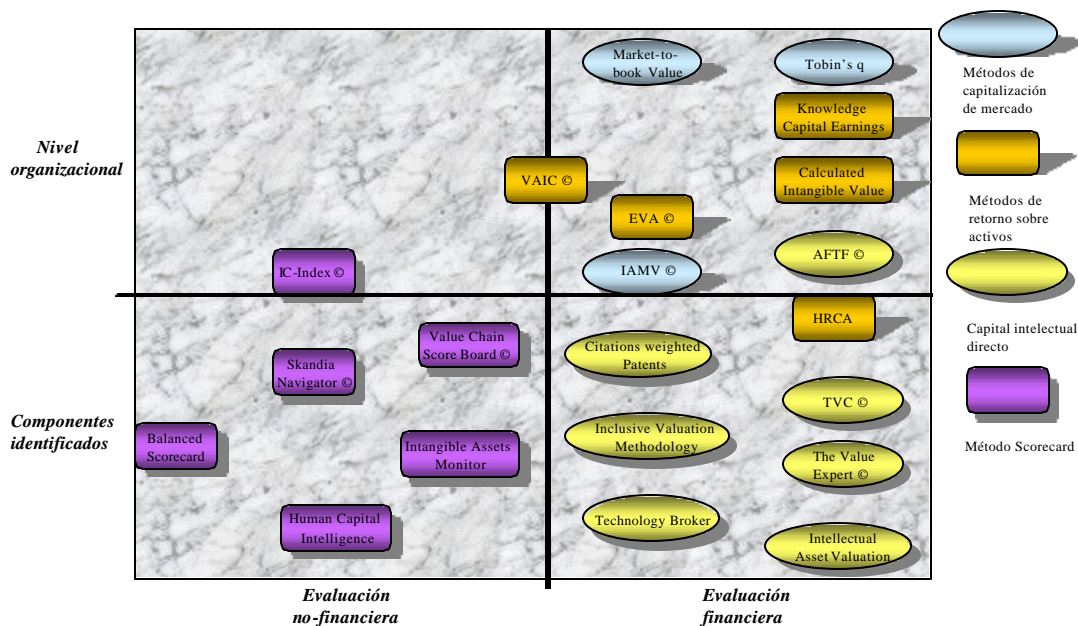 Nivel
organizacional
Componentes
identificados
Market-to-
book Value
Tobin's q
Knowledge
Capital Earnings
VAIC ©
Calculated
Intangible Value
EVA ©
AFTF ©
IAMV ©
IC-Index ©
HRCA
Value Chain
Score Board ©
Skandia
Navigator ©
Citations weighted
Patents
TVC ©
Balanced
Scorecard
Intangible Assets
Monitor
Inclusive Valuation
Methodology
The Value
Expert ©
Human Capital
Intelligence
Technology Broker
Intellectual
Asset Valuation
Evaluación
no-financiera
Evaluación
financiera
Métodos de
capitalización
de mercado
Métodos de
retorno sobre
activos
Capital intelectual
directo
Método Scorecard